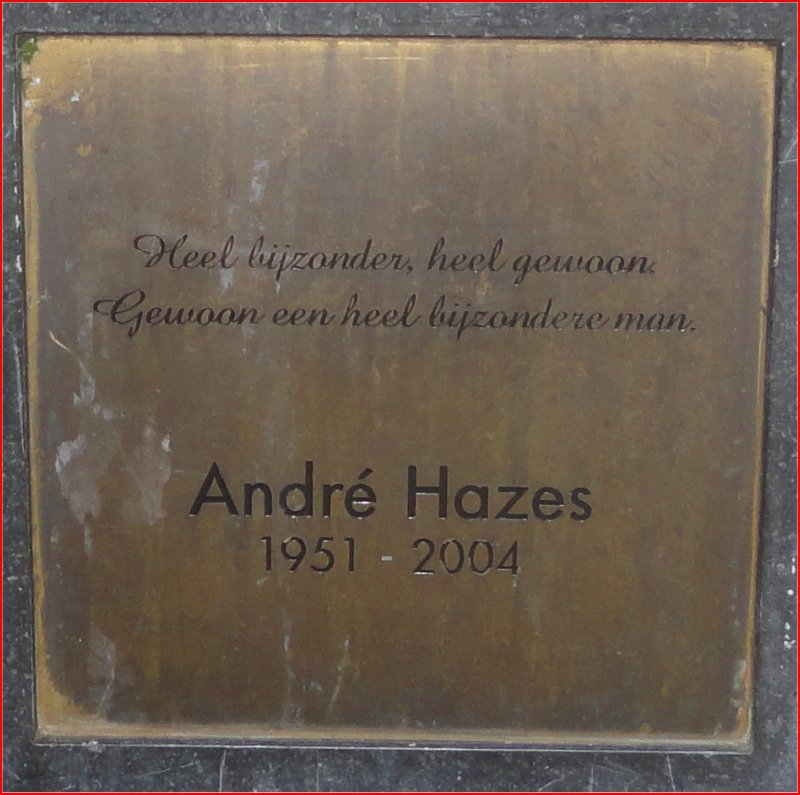 Heel bijzonder, heel gewoon.
Gewoon een heel bijzondere man.
André Hazes
1951 - 2004